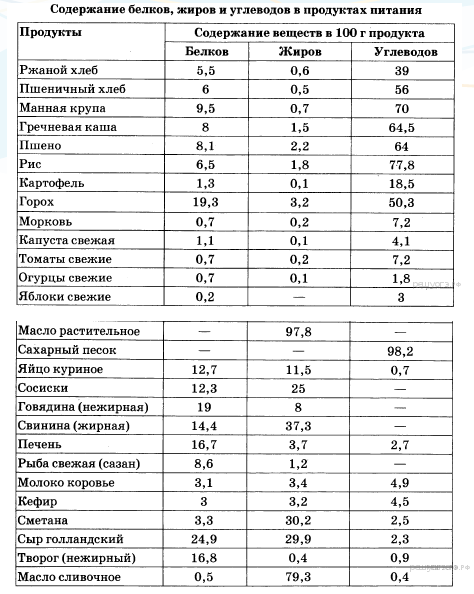 Содержание белков, жиров и углеводов в продуктах питания
Продукты Содержание веществ в 100 г продукта
Белков Жиров Углеводов
Ржаной хлеб 5,5 0,6 39
Пшеничный хлеб 6 0,5 56
Манная крупа 9,5 0,7 70
Гречневая каша 8 1,5 64,5
Пшено 8,1 2,2 64
Рис 6,5 1,8 77,8
Картофель 1,3 0,1 18,5
Горох 19,3 3,2 50,3
Морковь 0,7 0,2 7,2
Капуста свежая 1,1 0,1 4,1
Томаты свежие 0,7 0,2 7,2
Огурцы свежие 0,7 0,1 1,8
Яблоки свежие 0,2 — 3
Масло растительное — 97,8 —
Сахарный песок — — 98,2
Яйцо куриное 12,7 11,5 0,7
Сосиски 12,3 25 —
Говядина (нежирная) 19 8 —
Свинина (жирная) 14,4 37,3 —
Печень 16,7 3,7 2,7
Рыба свежая (сазан) 8,6 1,2 —
Молоко коровье 3,1 3,4 4,9
Кефир 3 3,2 4,5
Сметана 3,3 30,2 2,5
Сыр голландский 24,9 29,9 2,3
Творог (нежирный) 16,8 0,4 0,9
Масло сливочное 0,5 79,3 0,4